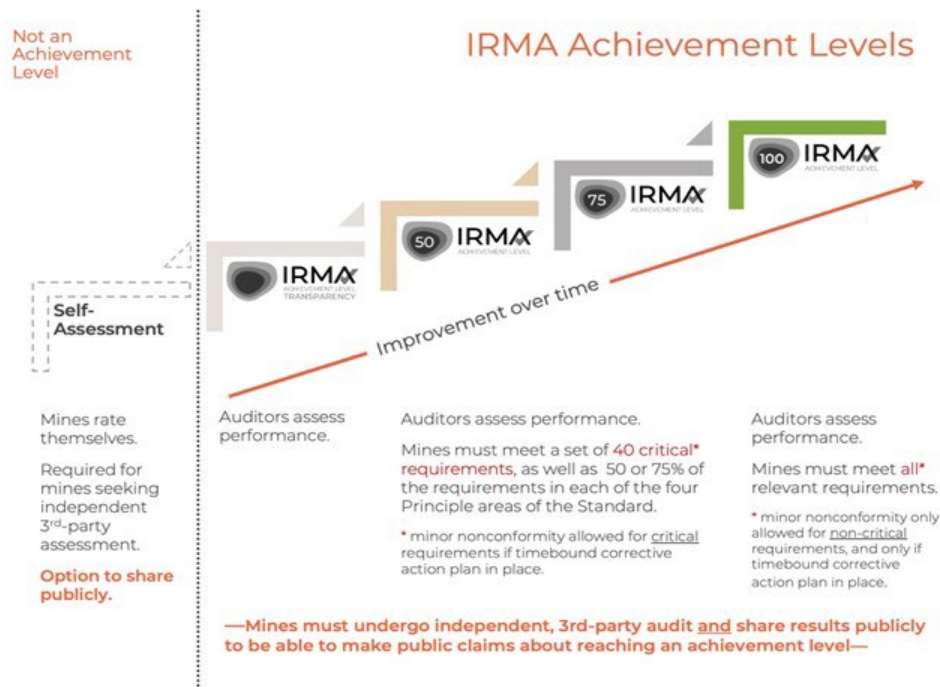 Not an
Achievement
Level
IRMA Achievement Levels
100 IRMA
ACHIEVEMENT LEVEL
75 IRMA
ACHIEVEMENT LEVEL
50 IRMA
ACHIEVEMENT LEVEL
IRMA
ACHIEVEMENT LEVEL
TRANSPARENCY
Self-
Assessment
Improvement over time
Mines rate
themselves.
Required for
mines seeking
independent
3rd-party
assessment.
Option to share
publicly.
Auditors assess
performance.
Auditors assess performance.
Mines must meet a set of 40 critical*
requirements, as well as 50 or 75% of
the requirements in each of the four
Principle areas of the Standard.
* minor nonconformity allowed for critical
requirements if timebound corrective
action plan in place.
Auditors assess
performance.
Mines must meet all*
relevant requirements.
* minor nonconformity only
allowed for non-critical
requirements, and only if
timebound corrective
action plan in place.
—Mines must undergo independent, 3rd-party audit and share results publicly
to be able to make public claims about reaching an achievement level—